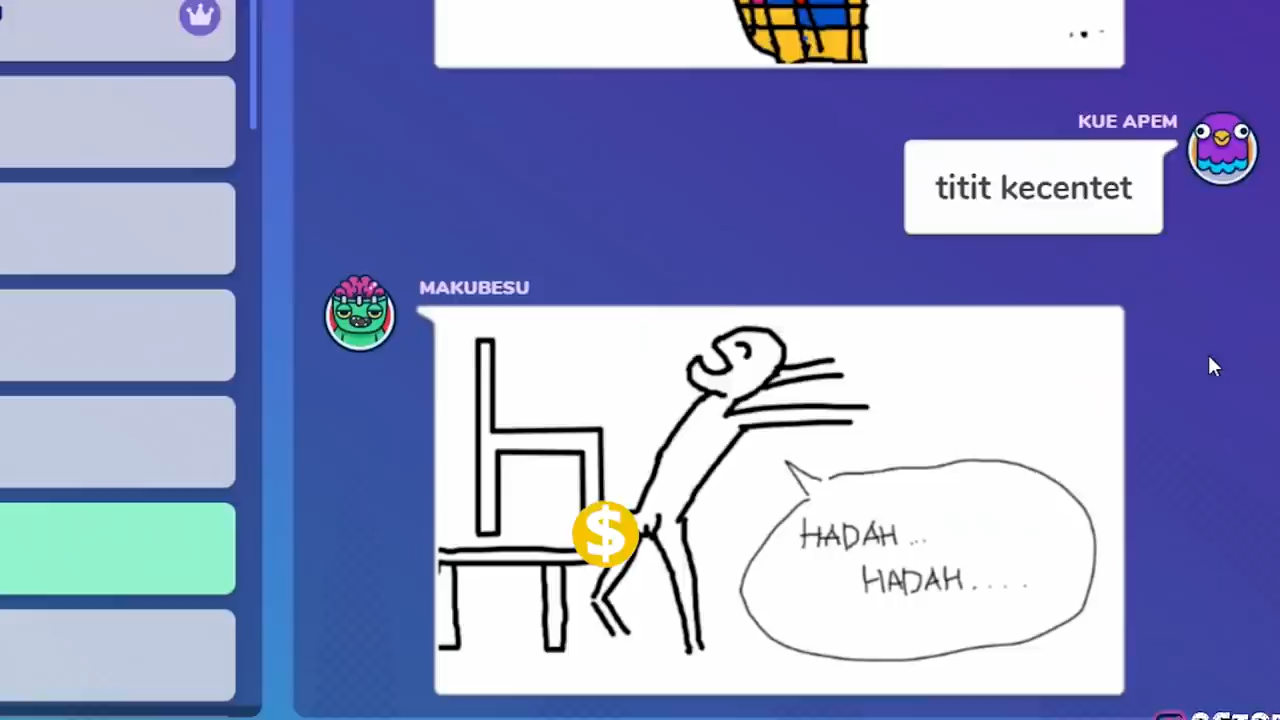 KUE APEM
titit kecentet
MAKUBESU
$
HADAH ...
HADAH....